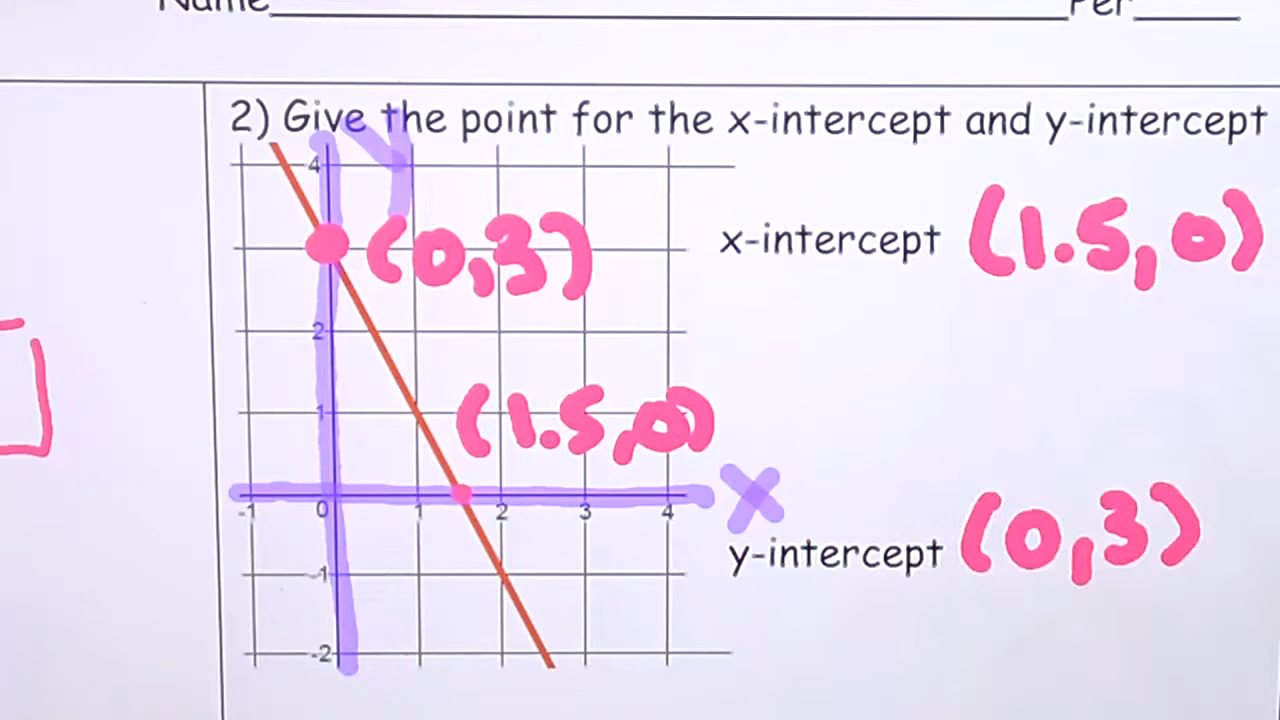 Name Per
2) Give the point for the x-intercept and y-intercept
Y
4
(0,3)
x-intercept (1.5,0)
2
1
(1.5,0)
X
-1 0 1 2 3 4
y-intercept (0,3)
-1
-2